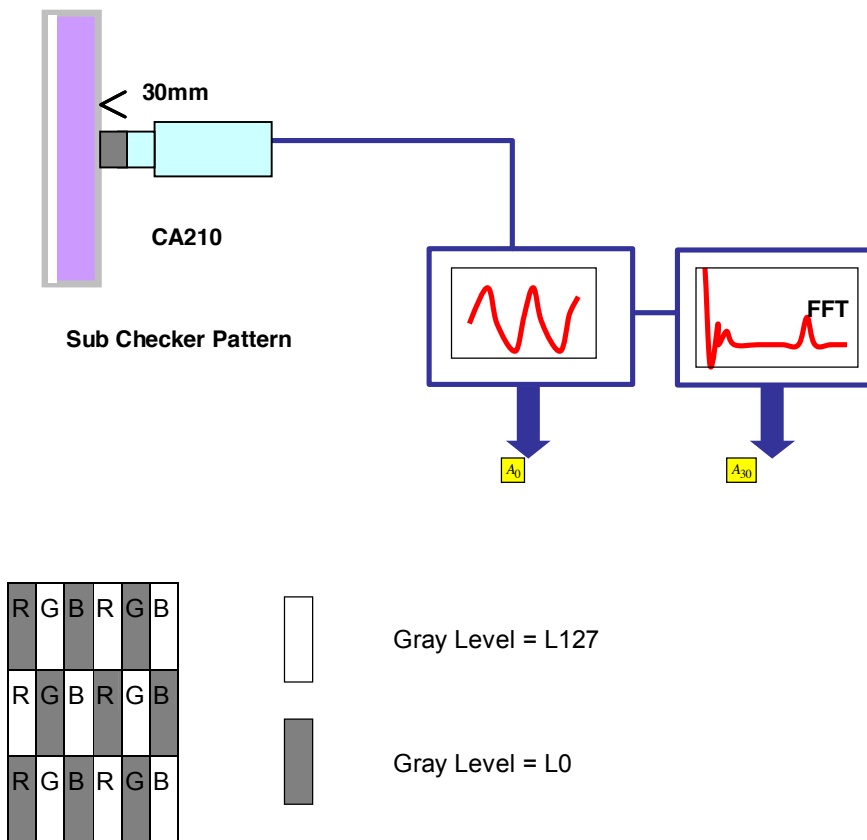 30mm
CA210
FFT
Sub Checker Pattern
A0
A30
R G B R G B
Gray Level = L127
R G B R G B
Gray Level = L0
R G B R G B